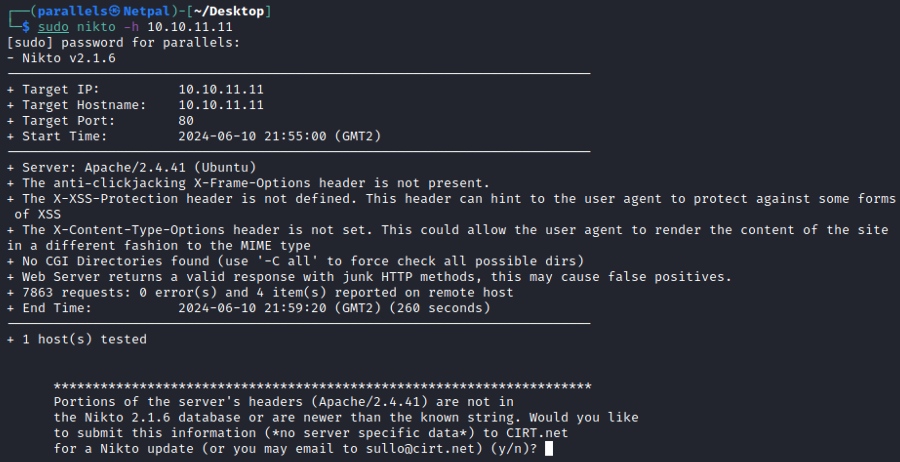 ┌──(parallels㉿Netpal)-[~/Desktop]
└─$ sudo nikto -h 10.10.11.11
[sudo] password for parallels:
- Nikto v2.1.6
---------------------------------------------------------------------------
+ Target IP:          10.10.11.11
+ Target Hostname:    10.10.11.11
+ Target Port:        80
+ Start Time:         2024-06-10 21:55:00 (GMT2)
---------------------------------------------------------------------------
+ Server: Apache/2.4.41 (Ubuntu)
+ The anti-clickjacking X-Frame-Options header is not present.
+ The X-XSS-Protection header is not defined. This header can hint to the user agent to protect against some forms
 of XSS
+ The X-Content-Type-Options header is not set. This could allow the user agent to render the content of the site
in a different fashion to the MIME type
+ No CGI Directories found (use '-C all' to force check all possible dirs)
+ Web Server returns a valid response with junk HTTP methods, this may cause false positives.
+ 7863 requests: 0 error(s) and 4 item(s) reported on remote host
+ End Time:           2024-06-10 21:59:20 (GMT2) (260 seconds)
---------------------------------------------------------------------------
+ 1 host(s) tested
*********************************************************************
Portions of the server's headers (Apache/2.4.41) are not in
the Nikto 2.1.6 database or are newer than the known string. Would you like
to submit this information (*no server specific data*) to CIRT.net
for a Nikto update (or you may email to sullo@cirt.net) (y/n)?